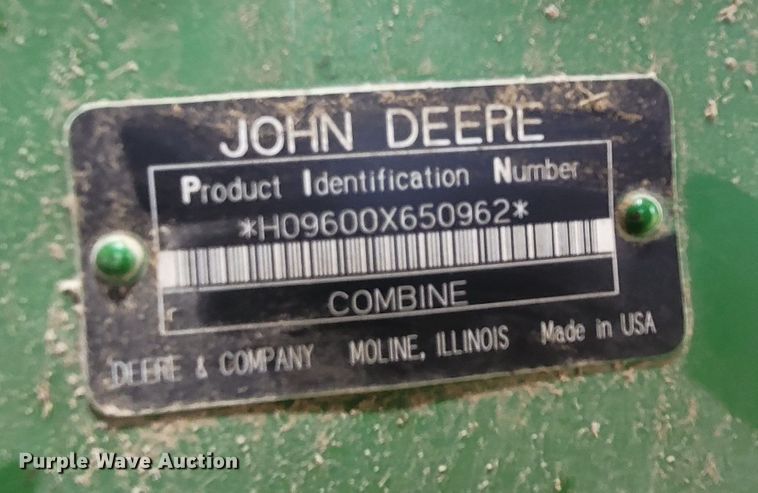 JOHN DEERE
Product Identification Number
*H09600X650962*
COMBINE
DEERE & COMPANY MOLINE, ILLINOIS Made in USA
Purple Wave Auction